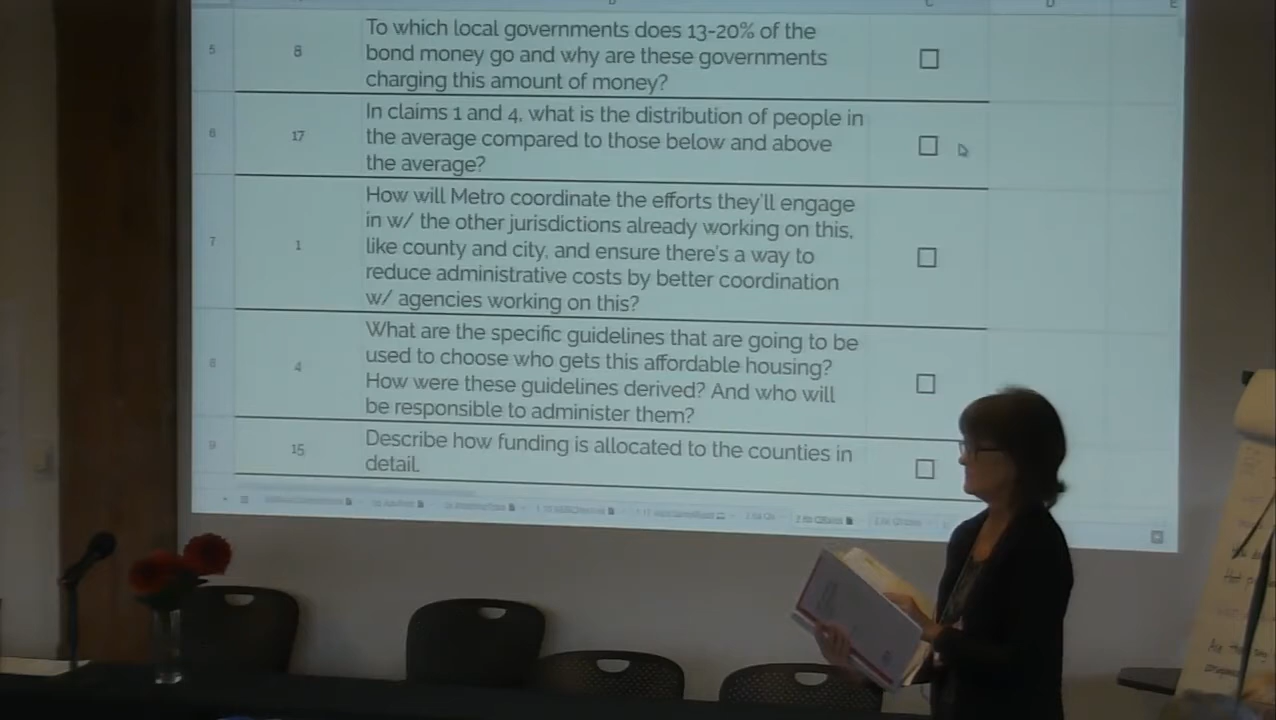 C
D
E
5
8
To which local governments does 13-20% of the
bond money go and why are these governments
charging this amount of money?
6
17
In claims 1 and 4, what is the distribution of people in
the average compared to those below and above
the average?
7
1
How will Metro coordinate the efforts they'll engage
in w/ the other jurisdictions already working on this,
like county and city, and ensure there's a way to
reduce administrative costs by better coordination
w/ agencies working on this?
8
4
What are the specific guidelines that are going to be
used to choose who gets this affordable housing?
How were these guidelines derived? And who will
be responsible to administer them?
9
15
Describe how funding is allocated to the counties in
detail.